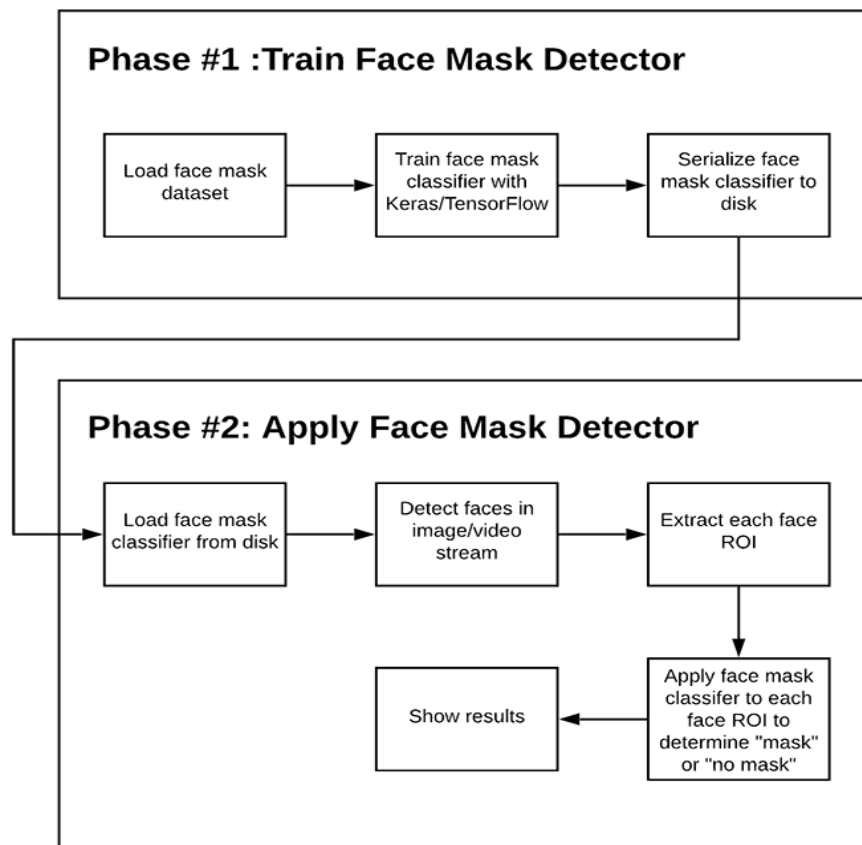 Phase #1 :Train Face Mask Detector
Load face mask
dataset
Train face mask
classifier with
Keras/TensorFlow
Serialize face
mask classifier to
disk
Phase #2: Apply Face Mask Detector
Load face mask
classifier from disk
Detect faces in
image/video
stream
Extract each face
ROI
Apply face mask
classifer to each
face ROI to
determine "mask"
or "no mask"
Show results